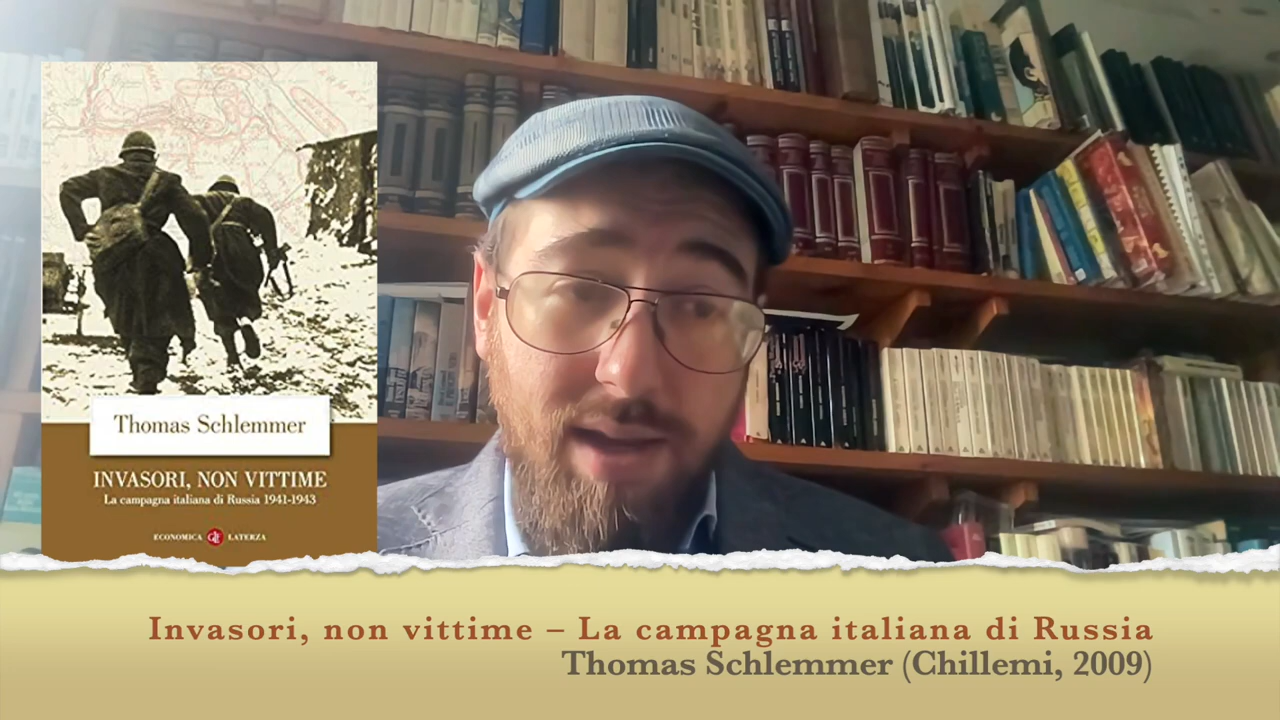 Thomas Schlemmer
INVASORI, NON VITTIME
La campagna italiana di Russia 1941-1943
ECONOMICA GLF LATERZA
Invasori, non vittime – La campagna italiana di Russia
Thomas Schlemmer (Chillemi, 2009)